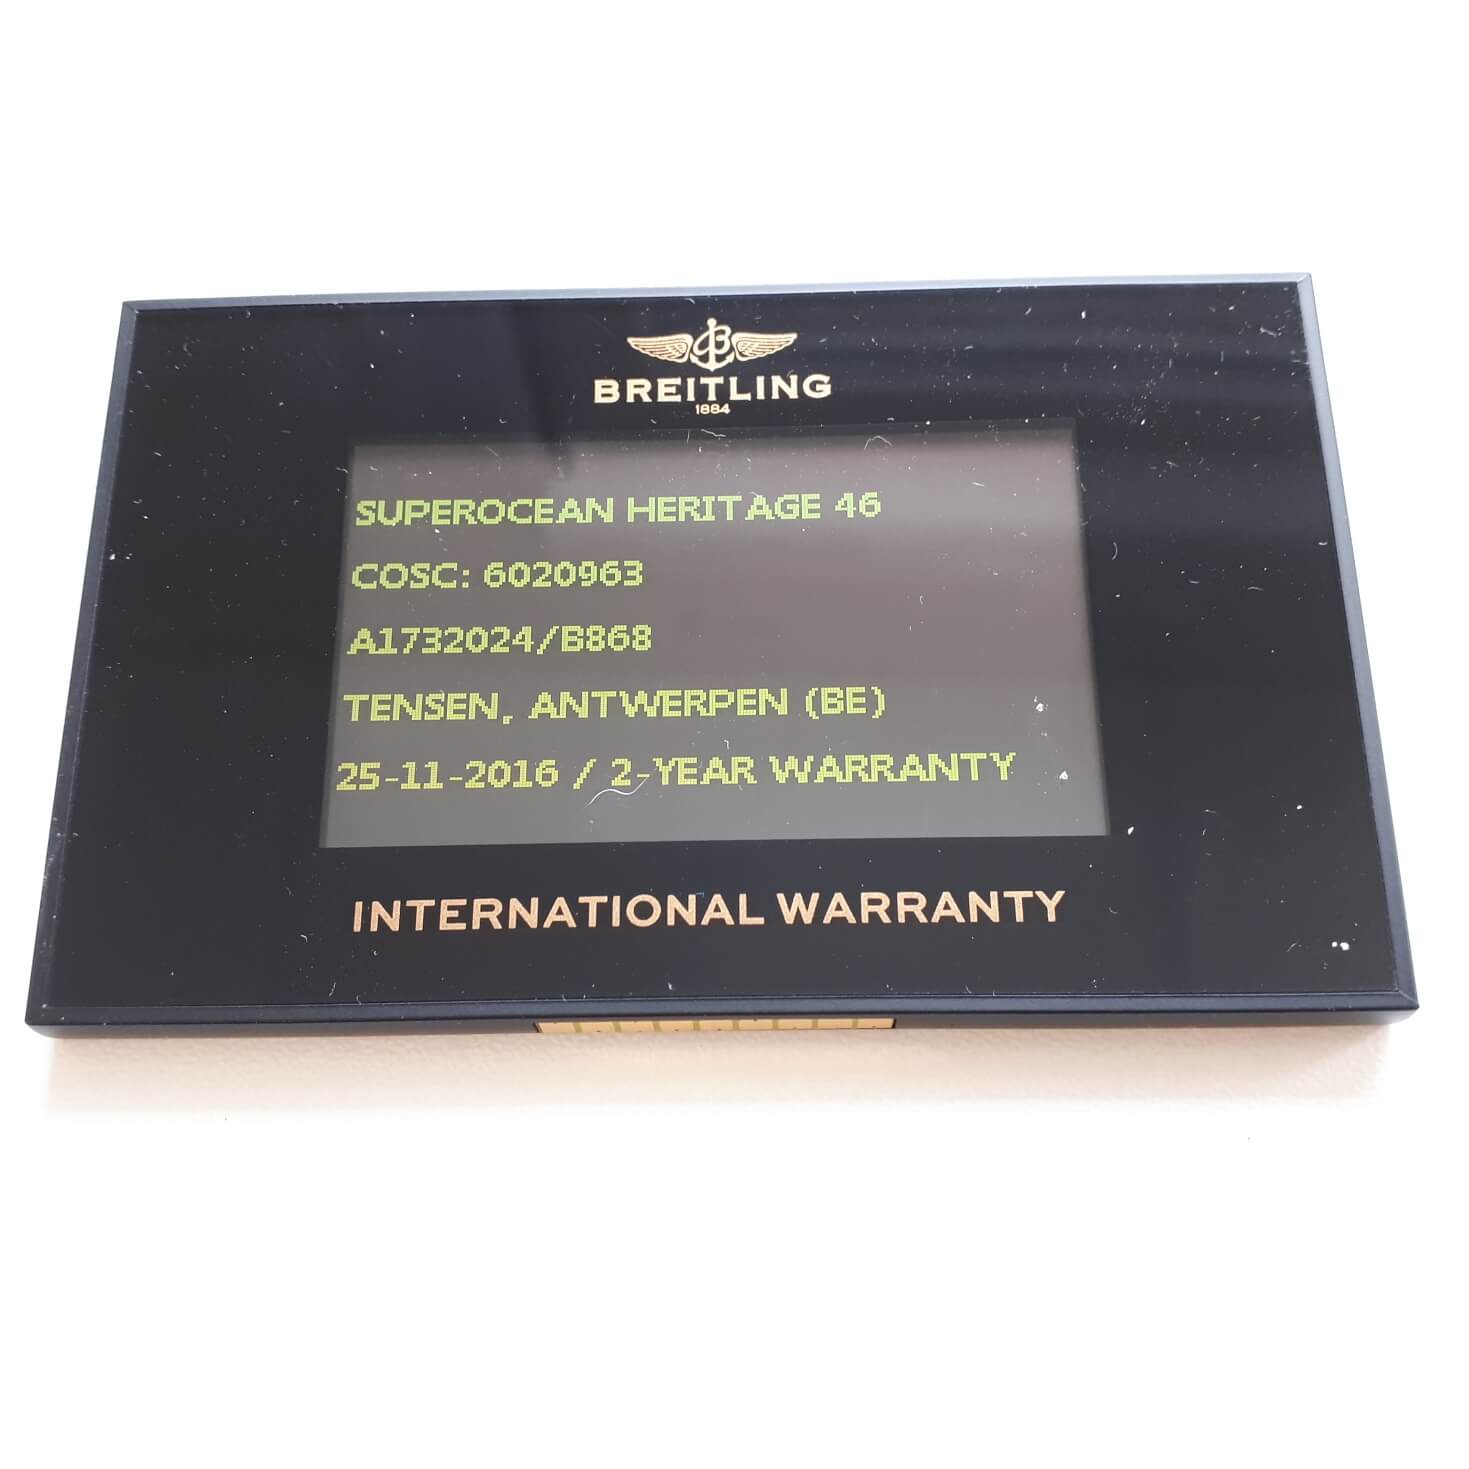 BREITLING
1884
SUPEROCEAN HERITAGE 46
COSC: 6020963
A1732024/B868
TENSEN, ANTWERPEN (BE)
25-11-2016 / 2-YEAR WARRANTY
INTERNATIONAL WARRANTY